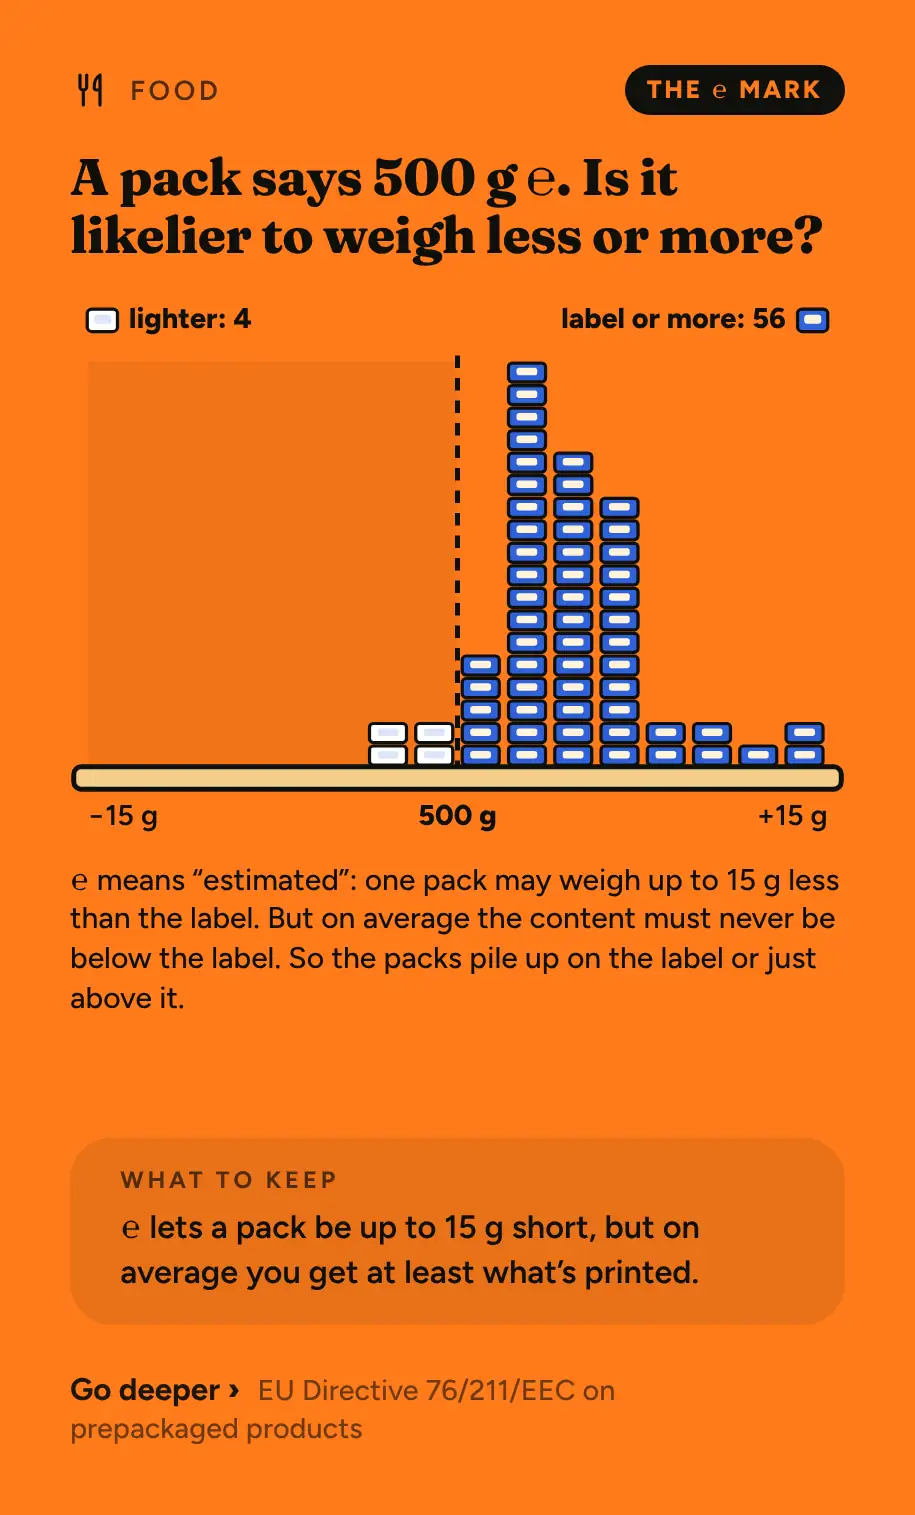 FOOD
THE ℮ MARK
A pack says 500 g ℮. Is it
likelier to weigh less or more?
lighter: 4
label or more: 56
−15 g
500 g
+15 g
℮ means “estimated”: one pack may weigh up to 15 g less
than the label. But on average the content must never be
below the label. So the packs pile up on the label or just
above it.
WHAT TO KEEP
℮ lets a pack be up to 15 g short, but on
average you get at least what’s printed.
Go deeper › EU Directive 76/211/EEC on
prepackaged products